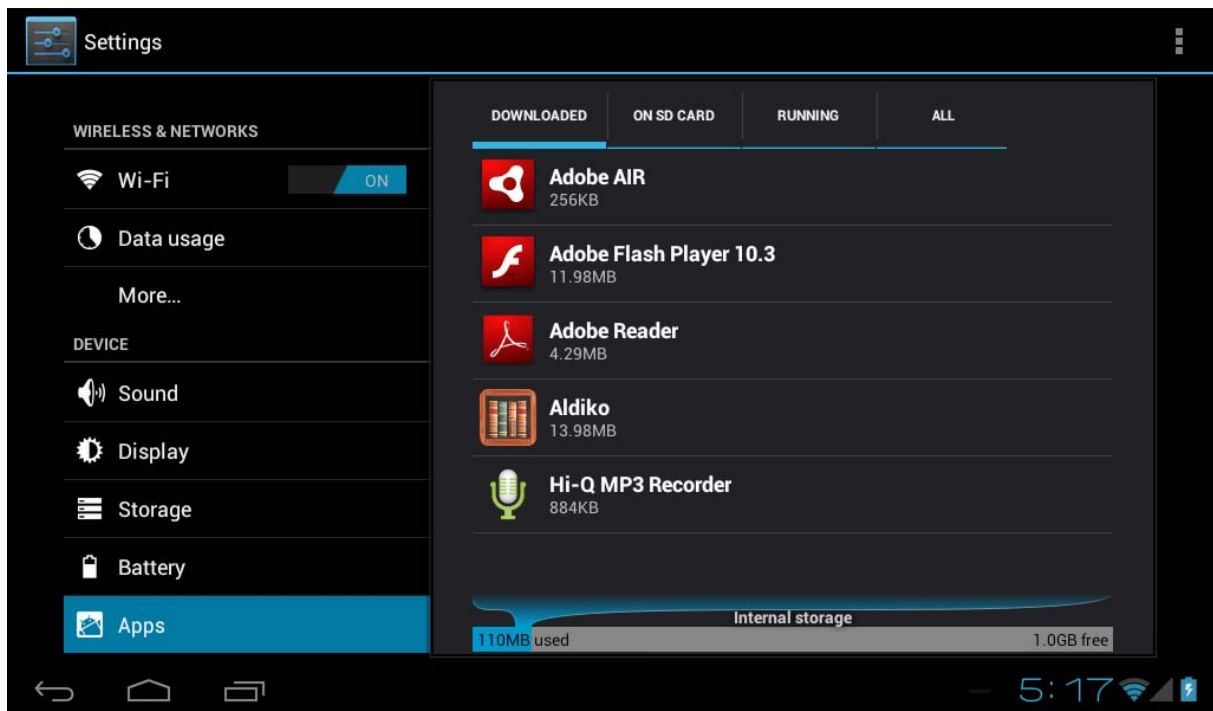 Settings
WIRELESS & NETWORKS
Wi-Fi ON
Data usage
More...
DEVICE
Sound
Display
Storage
Battery
Apps
DOWNLOADED ON SD CARD RUNNING ALL
Adobe AIR
256KB
Adobe Flash Player 10.3
11.98MB
Adobe Reader
4.29MB
Aldiko
13.98MB
Hi-Q MP3 Recorder
884KB
Internal storage
110MB used 1.0GB free
5:17